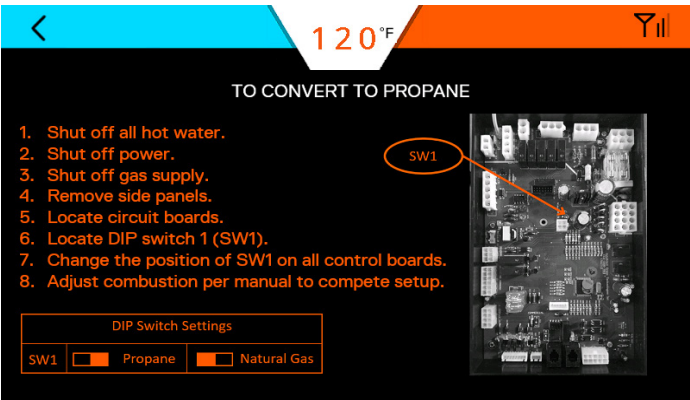 120°F
TO CONVERT TO PROPANE
1. Shut off all hot water.
2. Shut off power.
3. Shut off gas supply.
4. Remove side panels.
5. Locate circuit boards.
6. Locate DIP switch 1 (SW1).
7. Change the position of SW1 on all control boards.
8. Adjust combustion per manual to compete setup.
SW1
DIP Switch Settings
SW1 Propane Natural Gas